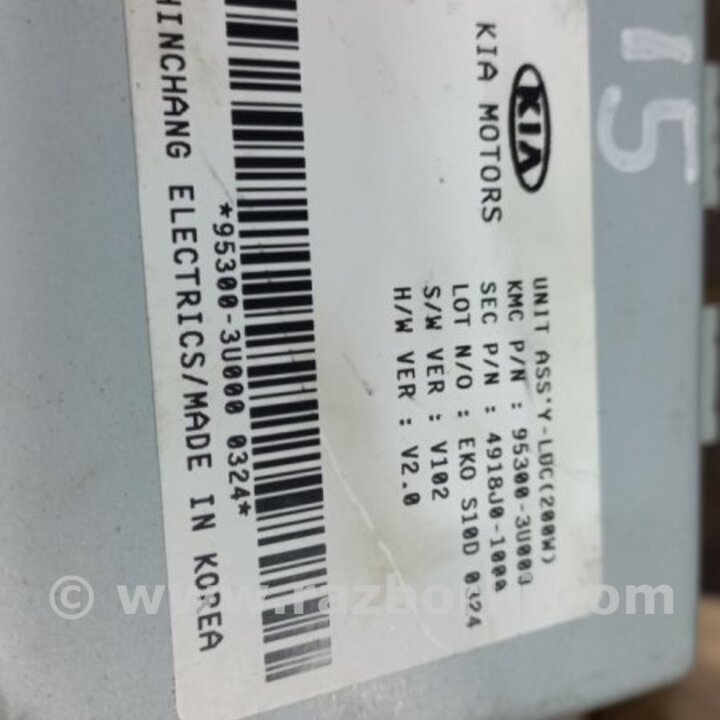 15
KIA
KIA MOTORS
UNIT ASS'Y-LDC(200W)
KMC P/N : 95300-3U000
SEC P/N : 4918J0-1000
LOT N/O : EKO S10D 0324
S/W VER : V102
H/W VER : V2.0
*95300-3U000 0324*
HINCHANG ELECTRICS/MADE IN KOREA